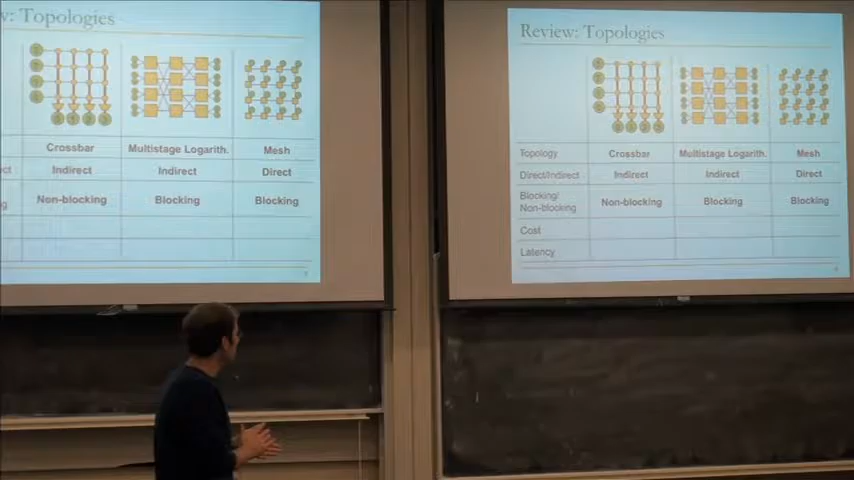 v: Topologies
Crossbar Multistage Logarith. Mesh
ct Indirect Indirect Direct
g Non-blocking Blocking Blocking
Review: Topologies
Topology Crossbar Multistage Logarith. Mesh
Direct/Indirect Indirect Indirect Direct
Blocking/
Non-blocking Non-blocking Blocking Blocking
Cost
Latency